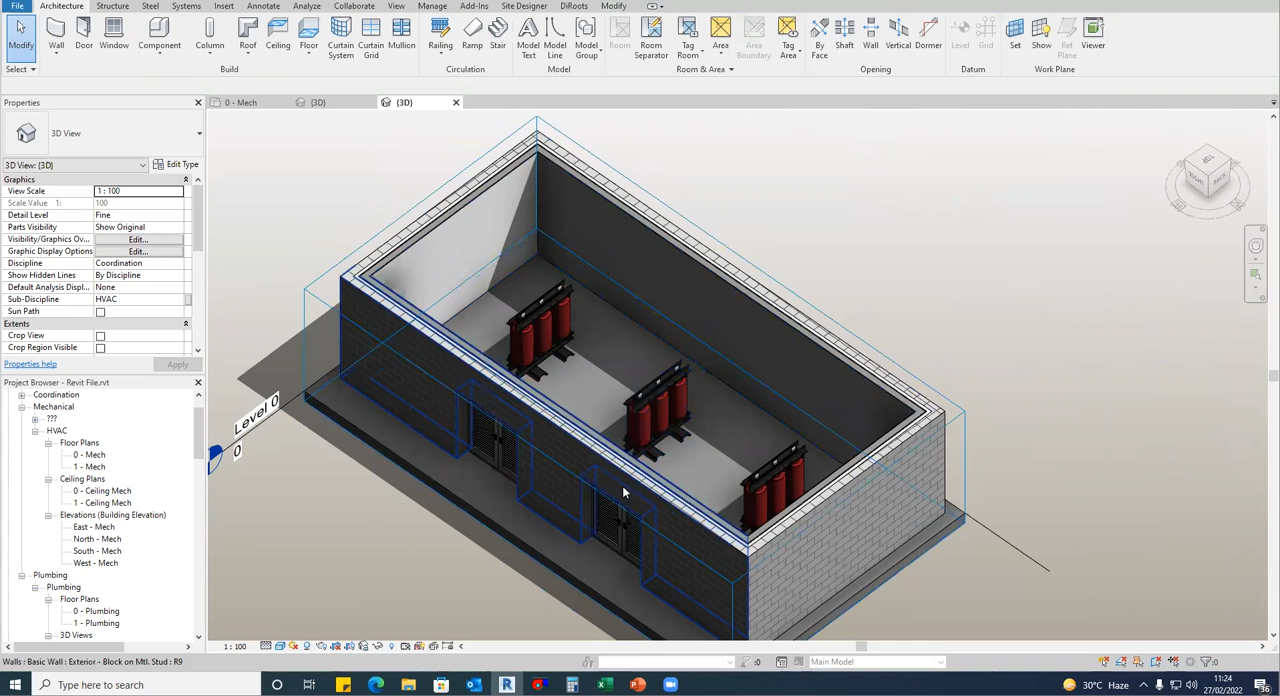 File Architecture Structure Steel Systems Insert Annotate Analyze Collaborate View Manage Add-Ins Site Designer DiRoots Modify
Modify Wall Door Window Component Column Roof Ceiling Floor Curtain System Curtain Grid Mullion Railing Ramp Stair Model Text Model Line Model Group Room Room Separator Tag Room Area Area Boundary Tag Area By Face Shaft Wall Vertical Dormer Level Grid Set Show Ref Plane Viewer
Select Build Circulation Model Room & Area Opening Datum Work Plane
Properties
0 - Mech {3D} {3D}
3D View
3D View: {3D} Edit Type
Graphics
View Scale 1 : 100
Scale Value 1: 100
Detail Level Fine
Parts Visibility Show Original
Visibility/Graphics Ov... Edit...
Graphic Display Options Edit...
Discipline Coordination
Show Hidden Lines By Discipline
Default Analysis Displ... None
Sub-Discipline HVAC
Sun Path
Extents
Crop View
Crop Region Visible
Properties help Apply
Project Browser - Revit File.rvt
Coordination
Mechanical
???
HVAC
Floor Plans
0 - Mech
1 - Mech
Ceiling Plans
0 - Ceiling Mech
1 - Ceiling Mech
Elevations (Building Elevation)
East - Mech
North - Mech
South - Mech
West - Mech
Plumbing
Plumbing
Floor Plans
0 - Plumbing
1 - Plumbing
3D Views
Level 0
0
TOP
RIGHT
BACK
1 : 100
Walls : Basic Wall : Exterior - Block on Mtl. Stud : R9
:0 Main Model :0
Type here to search
30°C Haze
11:24
22/02/2022